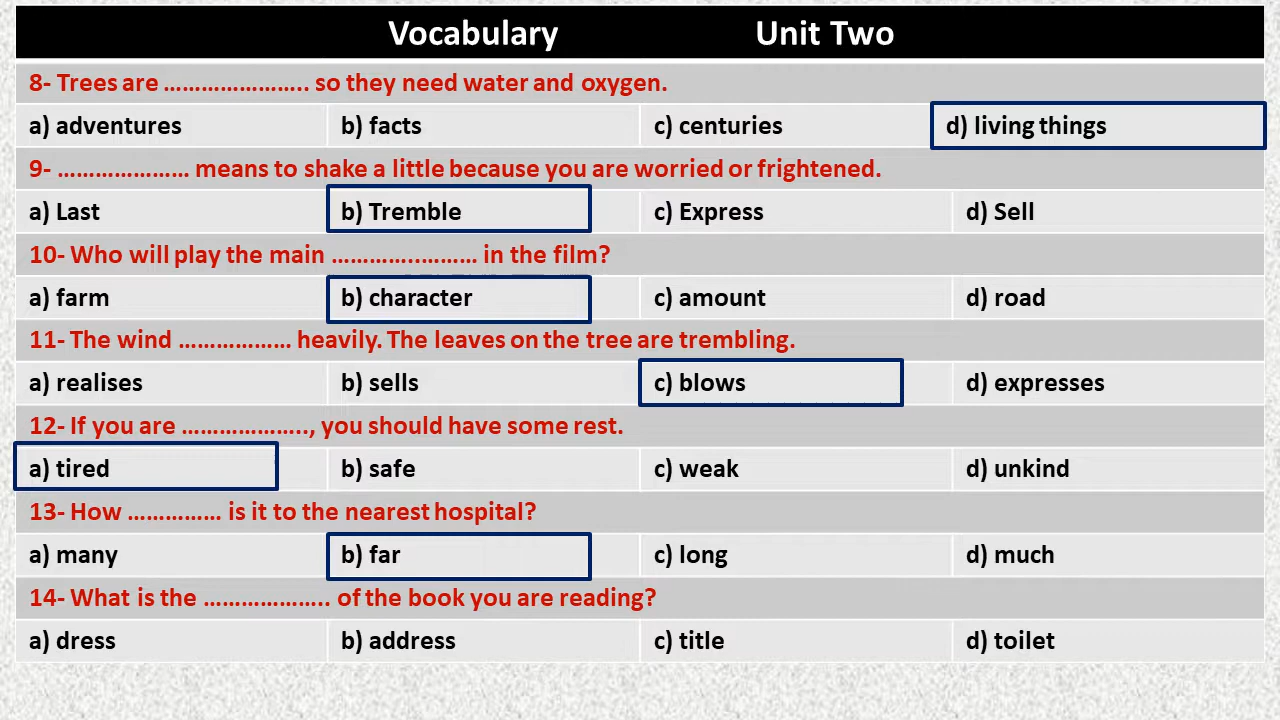 Vocabulary Unit Two
8- Trees are ………………….. so they need water and oxygen.
a) adventures b) facts c) centuries d) living things
9- ………………… means to shake a little because you are worried or frightened.
a) Last b) Tremble c) Express d) Sell
10- Who will play the main …………..……… in the film?
a) farm b) character c) amount d) road
11- The wind ……………… heavily. The leaves on the tree are trembling.
a) realises b) sells c) blows d) expresses
12- If you are ……………….., you should have some rest.
a) tired b) safe c) weak d) unkind
13- How …………… is it to the nearest hospital?
a) many b) far c) long d) much
14- What is the ……………….. of the book you are reading?
a) dress b) address c) title d) toilet